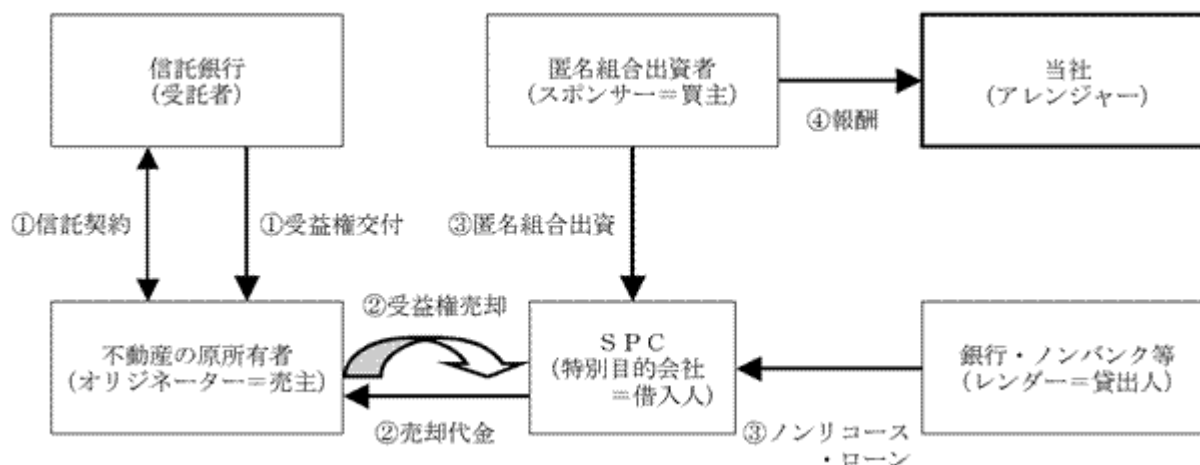 信託銀行
(受託者)
匿名組合出資者
(スポンサー＝買主)
当社
(アレンジャー)
④報酬
①信託契約
①受益権交付
③匿名組合出資
②受益権売却
不動産の原所有者
(オリジネーター＝売主)
ＳＰＣ
(特別目的会社
＝借入人)
銀行・ノンバンク等
(レンダー＝貸出人)
②売却代金
③ノンリコース
・ローン